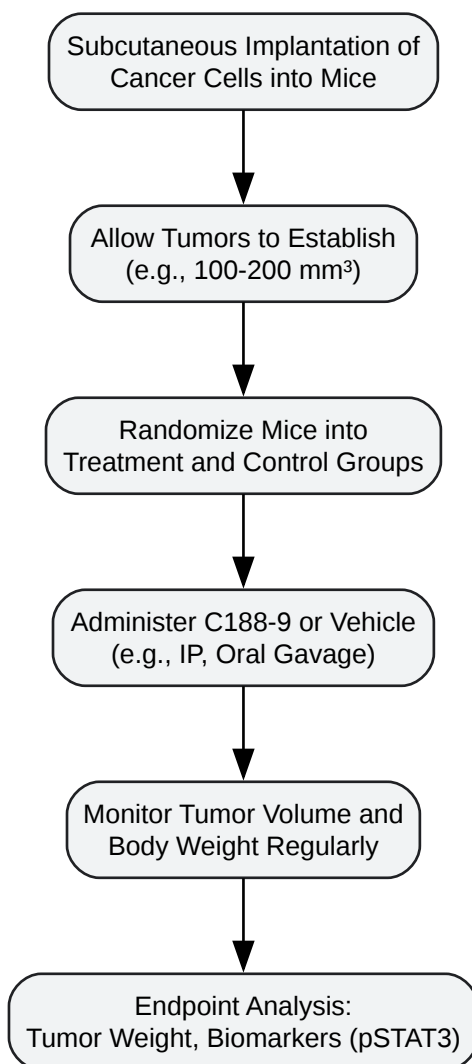 Subcutaneous Implantation of
Cancer Cells into Mice
Allow Tumors to Establish
(e.g., 100-200 mm³)
Randomize Mice into
Treatment and Control Groups
Administer C188-9 or Vehicle
(e.g., IP, Oral Gavage)
Monitor Tumor Volume and
Body Weight Regularly
Endpoint Analysis:
Tumor Weight, Biomarkers (pSTAT3)